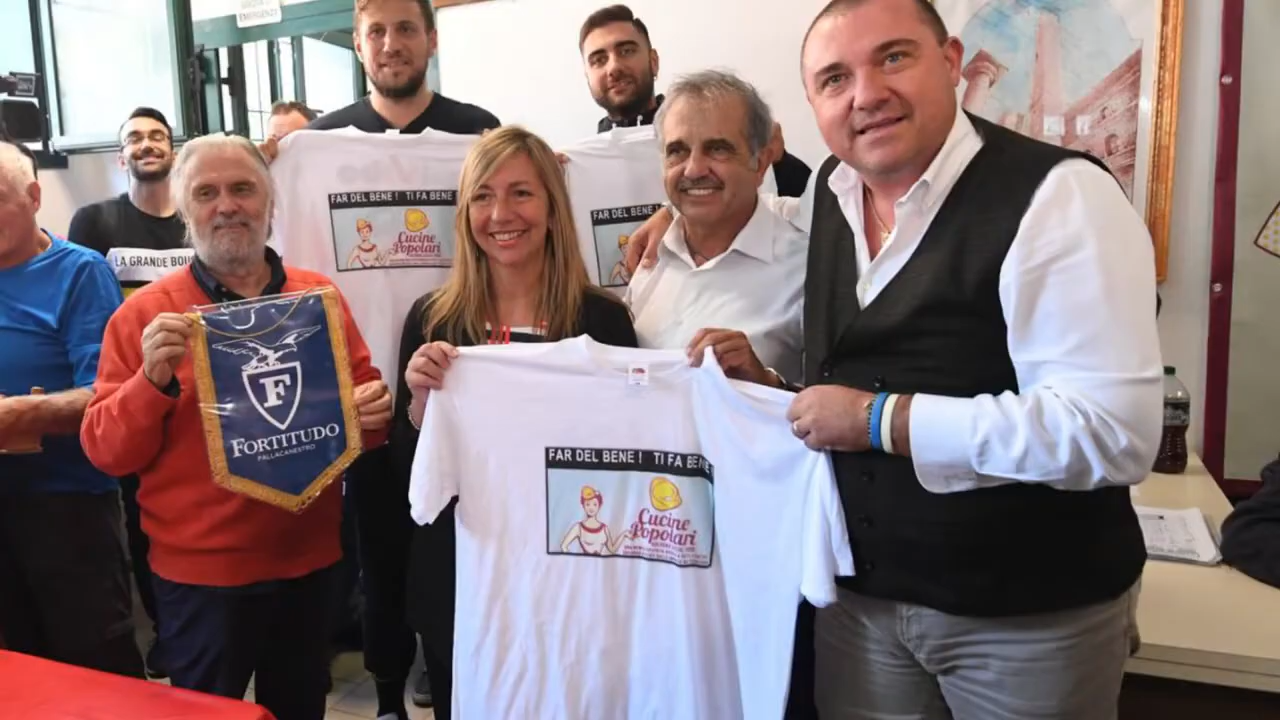 FAR DEL BENE ! TI FA BENE
Cucine
Popolari
FAR DEL BENE
LA GRANDE BOU
F
FORTITUDO
PALLACANESTRO
FAR DEL BENE ! TI FA BENE
Cucine
Popolari